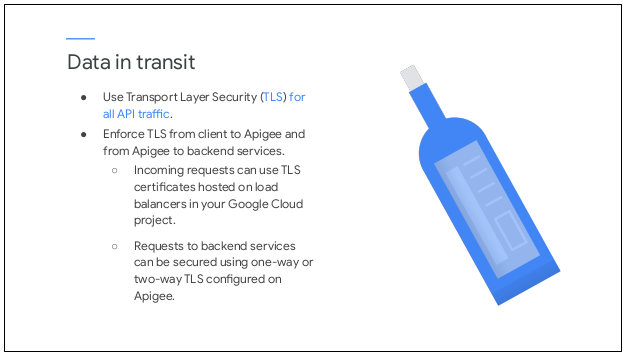 Data in transit
● Use Transport Layer Security (TLS) for
all API traffic.
● Enforce TLS from client to Apigee and
from Apigee to backend services.
○ Incoming requests can use TLS
certificates hosted on load
balancers in your Google Cloud
project.
○ Requests to backend services
can be secured using one-way or
two-way TLS configured on
Apigee.